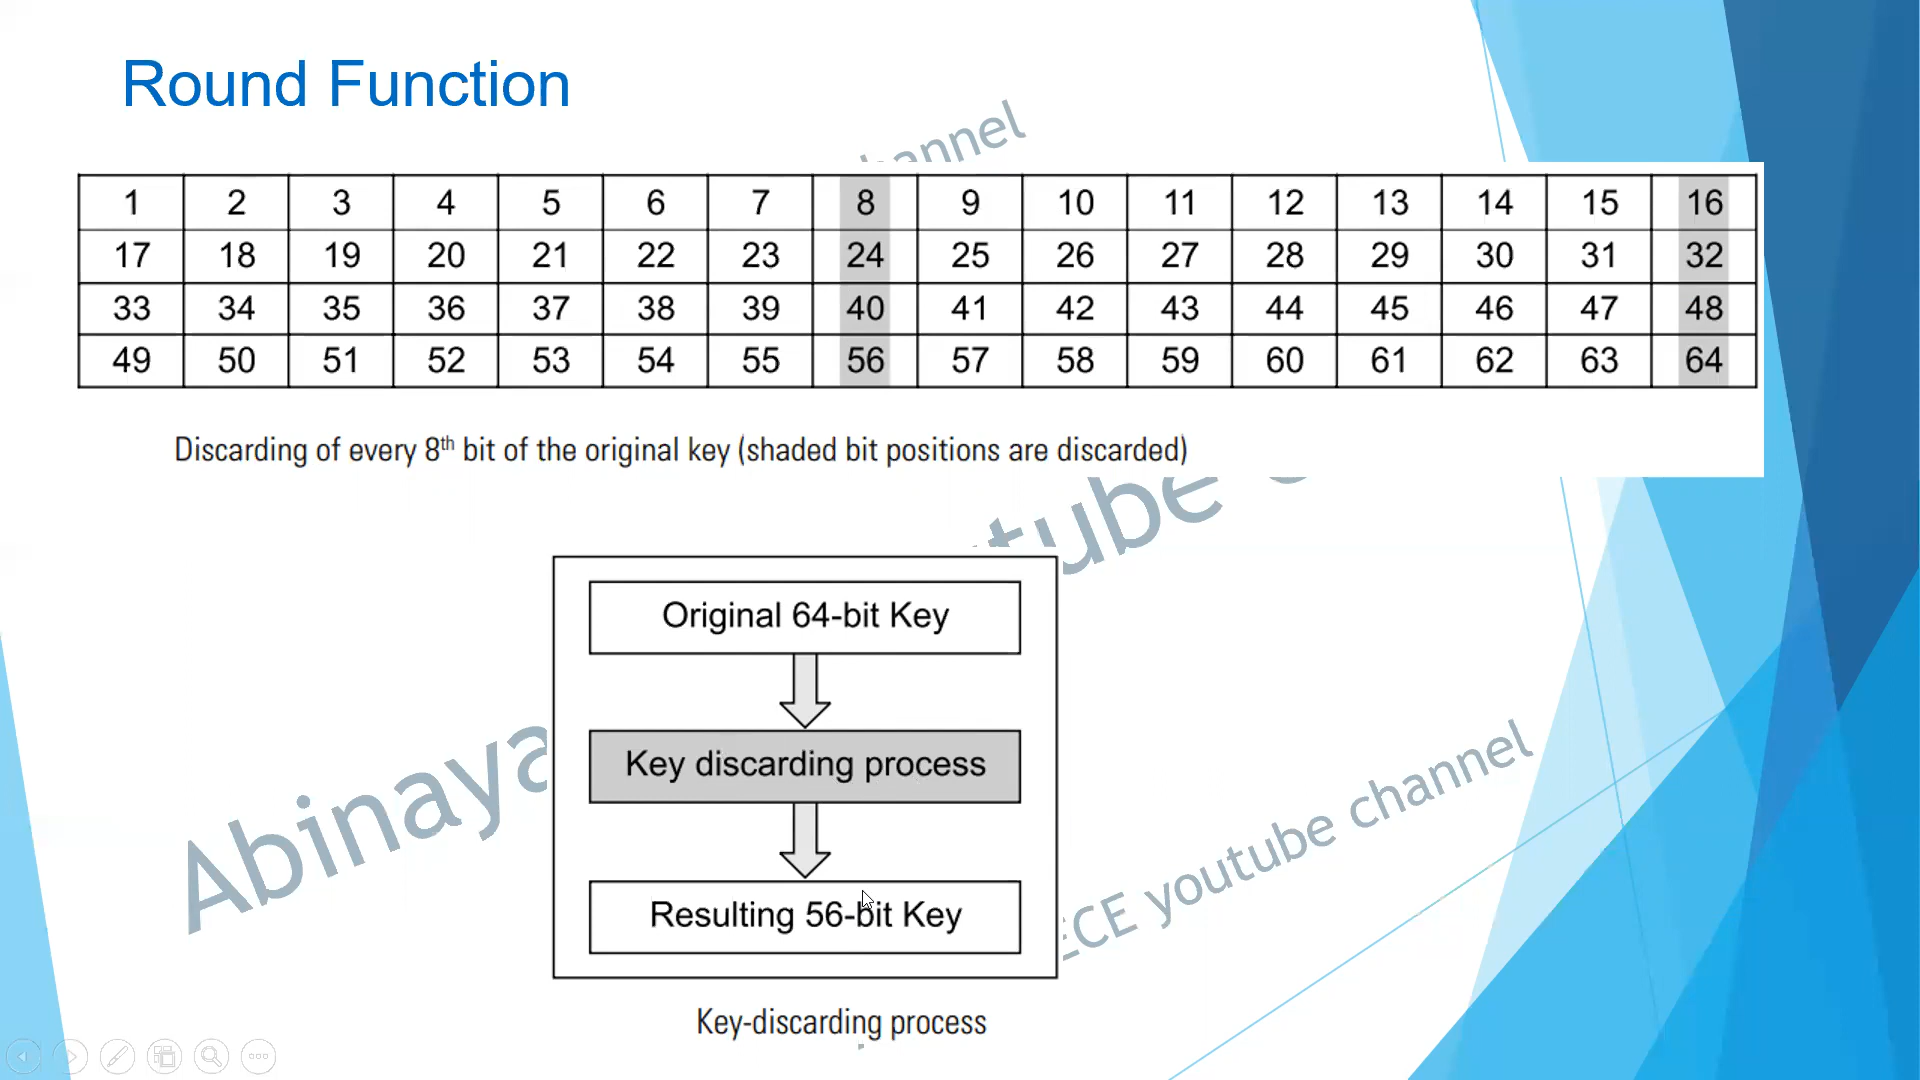 Round Function
channel
1 2 3 4 5 6 7 8 9 10 11 12 13 14 15 16
17 18 19 20 21 22 23 24 25 26 27 28 29 30 31 32
33 34 35 36 37 38 39 40 41 42 43 44 45 46 47 48
49 50 51 52 53 54 55 56 57 58 59 60 61 62 63 64
Discarding of every 8th bit of the original key (shaded bit positions are discarded)
Original 64-bit Key
Key discarding process
Resulting 56-bit Key
Abinaya
ECE youtube channel
Key-discarding process